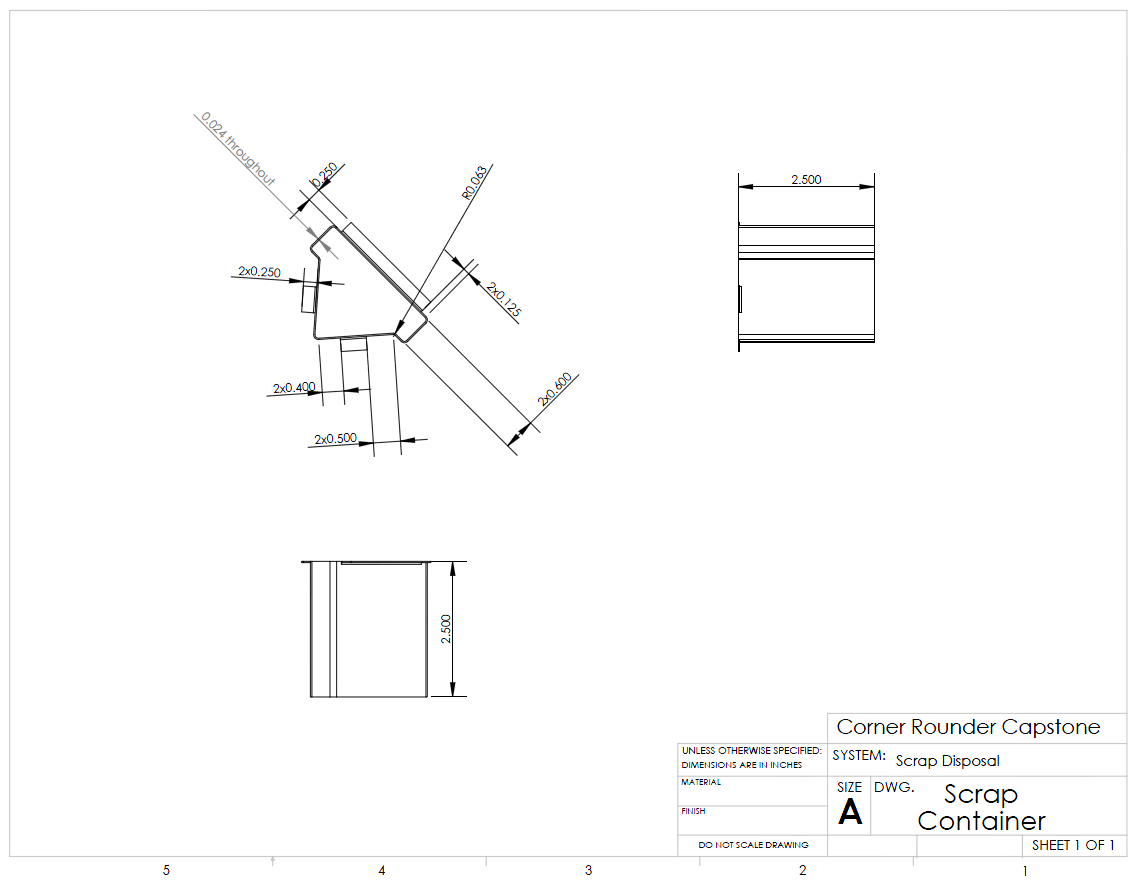 0.024 throughout
0.250
R0.063
2.500
2x0.250
2x0.125
2x0.400
2x0.600
2x0.500
2.500
Corner Rounder Capstone
UNLESS OTHERWISE SPECIFIED:
DIMENSIONS ARE IN INCHES
SYSTEM: Scrap Disposal
MATERIAL
SIZE
A
DWG.
Scrap
Container
FINISH
DO NOT SCALE DRAWING
SHEET 1 OF 1
5 4 3 2 1